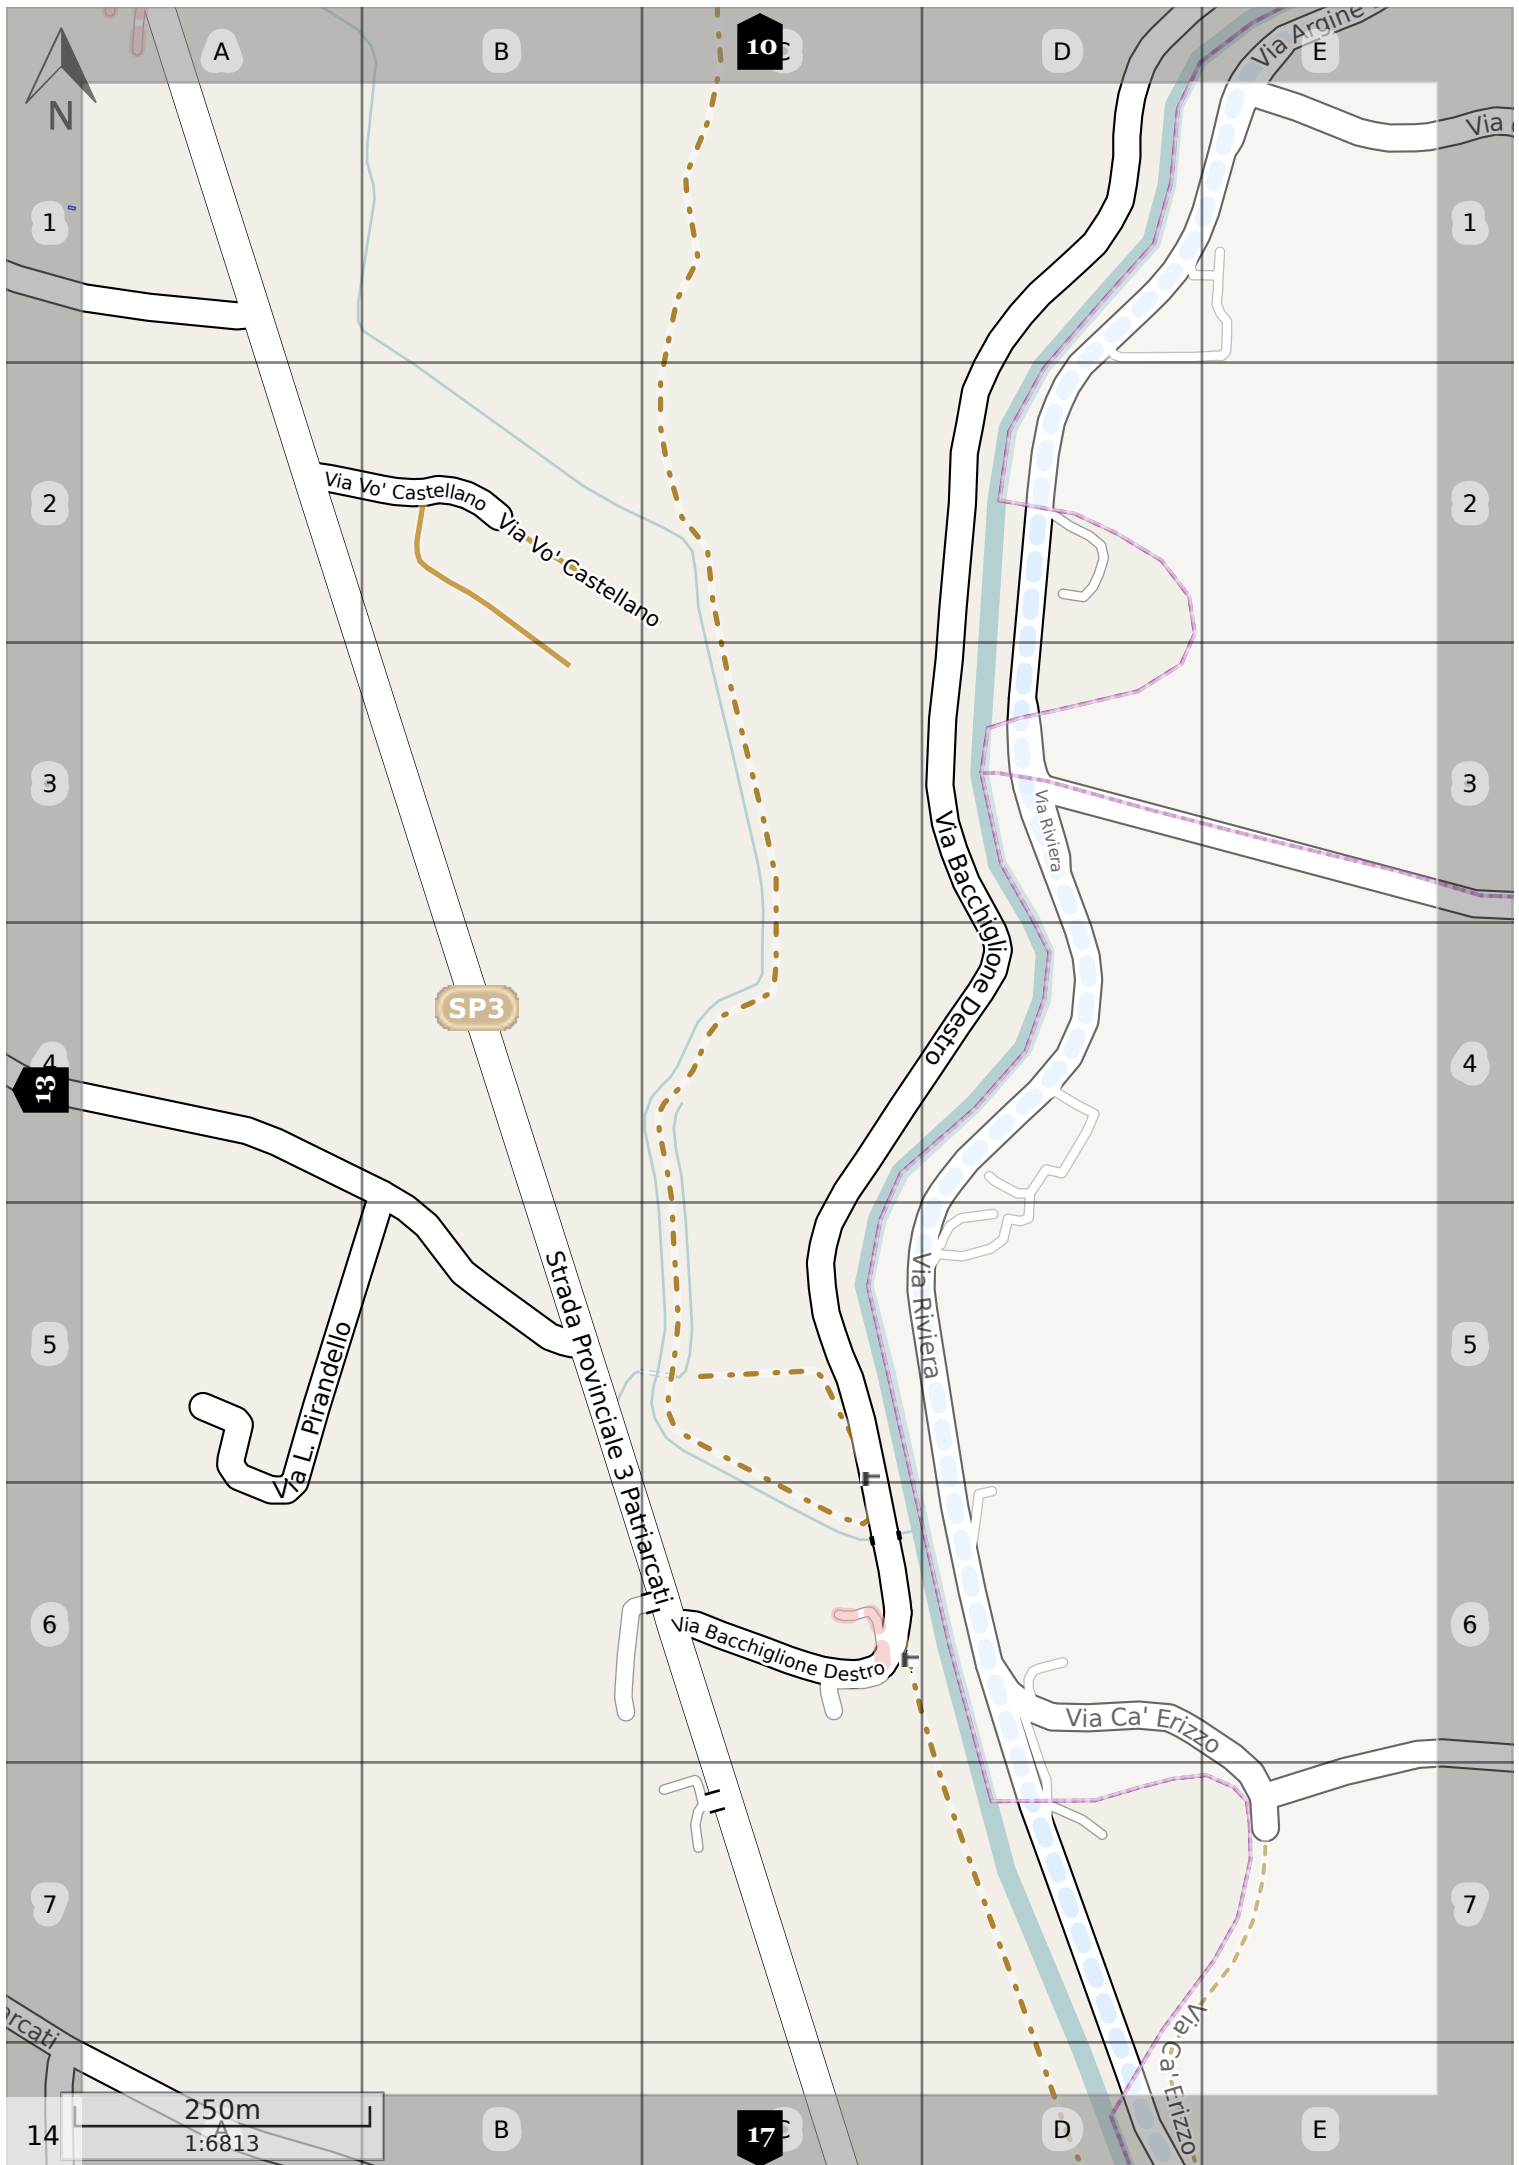 A
B
10
C
D
Via Argine
E
N
Via
1
1
2
Via Vo' Castellano
Via Vo' Castellano
2
3
Via Riviera
3
Via Bacchiglione Destro
SP3
4
13
4
Strada Provinciale 3 Patriarcati
Via Riviera
5
Via L. Pirandello
5
6
Via Bacchiglione Destro
6
Via Ca' Erizzo
7
7
arcati
Via Ca' Erizzo
250m
1:6813
14
A
B
17
C
D
E